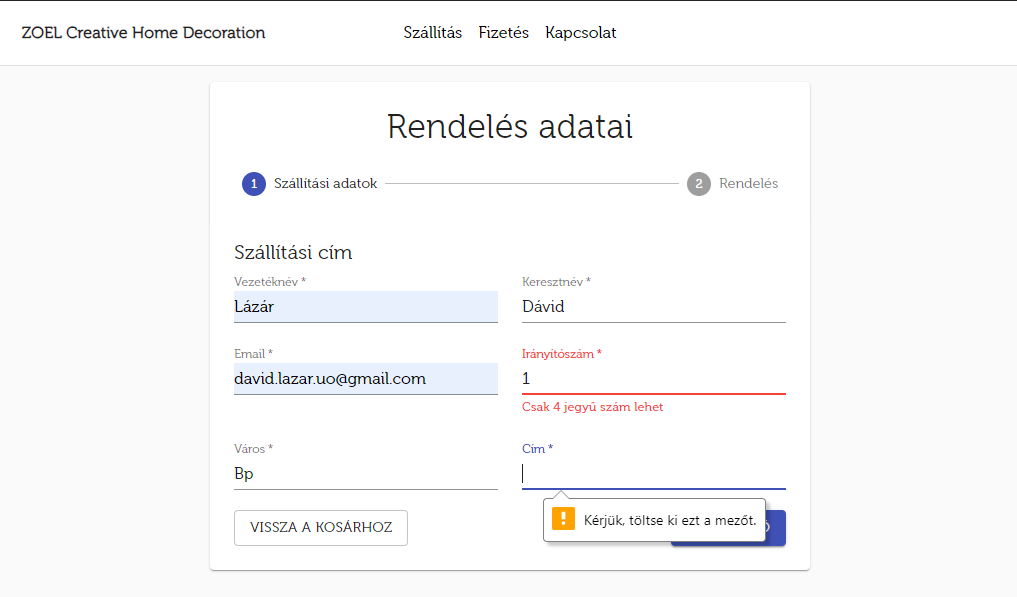 ZOEL Creative Home Decoration
Szállítás Fizetés Kapcsolat
Rendelés adatai
1 Szállítási adatok
2 Rendelés
Szállítási cím
Vezetéknév * Keresztnév *
Lázár Dávid
Email * Irányítószám *
david.lazar.uo@gmail.com 1
Csak 4 jegyű szám lehet
Város * Cím *
Bp
VISSZA A KOSÁRHOZ
Kérjük, töltse ki ezt a mezőt.